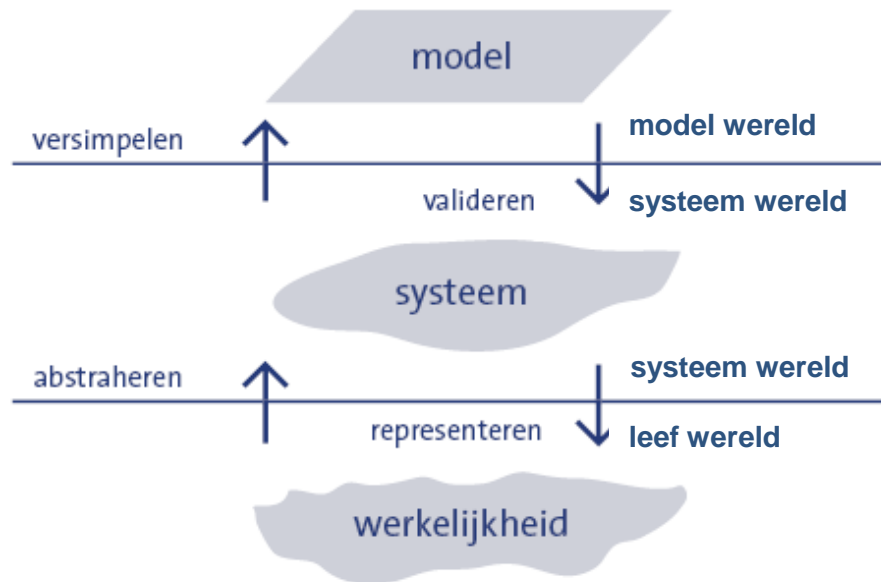 model
versimpelen
model wereld
valideren
systeem wereld
systeem
abstraheren
systeem wereld
representeren
leef wereld
werkelijkheid